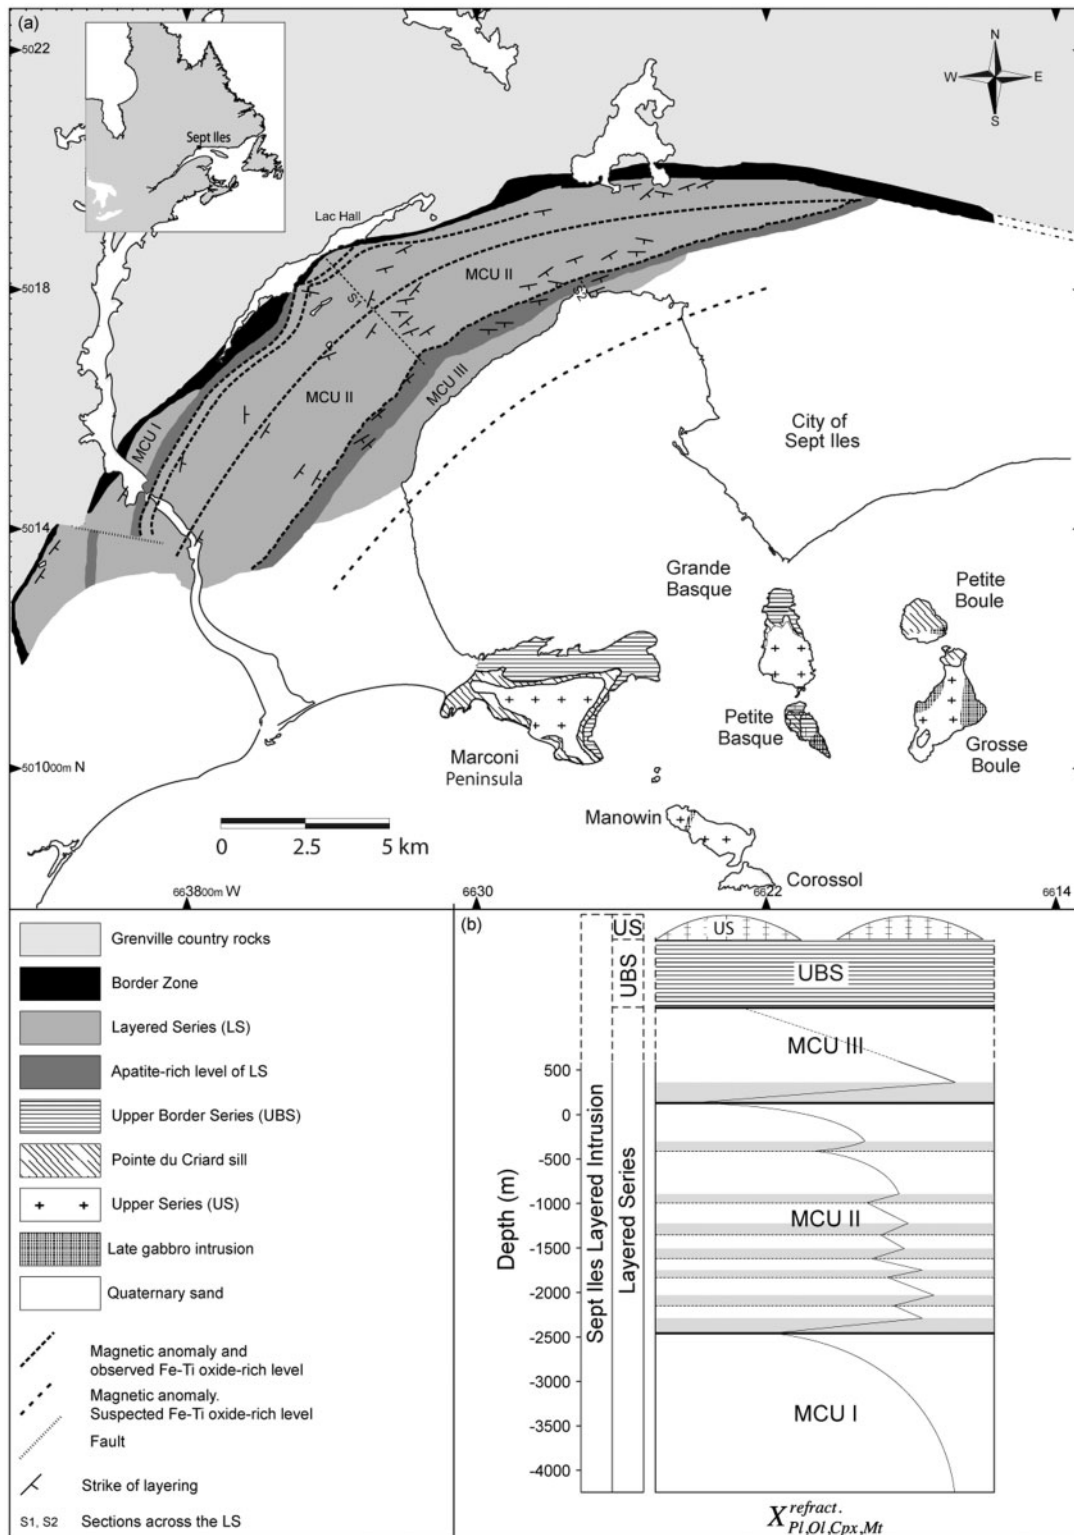 (a)
5022
N
W E
S
Sept Iles
Lac Hall
MCU II
5018
S1
S2
MCU II
MCU III
MCU I
City of
Sept Iles
5014
Grande
Basque
Petite
Boule
Petite
Basque
Grosse
Boule
Marconi
Peninsula
501000m N
Manowin
0 2.5 5 km
Corossol
663800m W
6630
6622
6614
Grenville country rocks
Border Zone
Layered Series (LS)
Apatite-rich level of LS
Upper Border Series (UBS)
Pointe du Criard sill
Upper Series (US)
Late gabbro intrusion
Quaternary sand
Magnetic anomaly and
observed Fe-Ti oxide-rich level
Magnetic anomaly.
Suspected Fe-Ti oxide-rich level
Fault
Strike of layering
S1, S2 Sections across the LS
(b)
US
US
UBS
UBS
MCU III
500
0
-500
-1000
MCU II
-1500
-2000
-2500
-3000
MCU I
-3500
-4000
Depth (m)
Sept Iles Layered Intrusion
Layered Series
X refract. Pl,Ol,Cpx,Mt